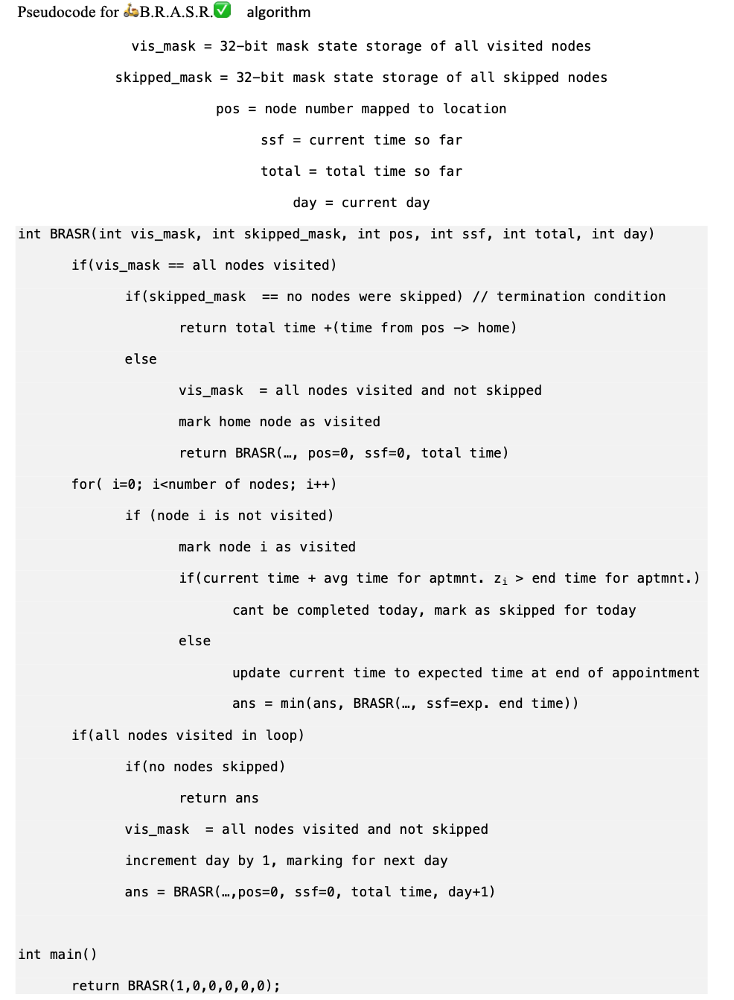 Pseudocode for 🛵B.R.A.S.R.✅ algorithm
vis_mask = 32-bit mask state storage of all visited nodes
skipped_mask = 32-bit mask state storage of all skipped nodes
pos = node number mapped to location
ssf = current time so far
total = total time so far
day = current day
int BRASR(int vis_mask, int skipped_mask, int pos, int ssf, int total, int day)
if(vis_mask == all nodes visited)
if(skipped_mask  == no nodes were skipped) // termination condition
return total time +(time from pos -> home)
else
vis_mask  = all nodes visited and not skipped
mark home node as visited
return BRASR(…, pos=0, ssf=0, total time)
for( i=0; i<number of nodes; i++)
if (node i is not visited)
mark node i as visited
if(current time + avg time for aptmnt. zᵢ > end time for aptmnt.)
cant be completed today, mark as skipped for today
else
update current time to expected time at end of appointment
ans = min(ans, BRASR(…, ssf=exp. end time))
if(all nodes visited in loop)
if(no nodes skipped)
return ans
vis_mask  = all nodes visited and not skipped
increment day by 1, marking for next day
ans = BRASR(…,pos=0, ssf=0, total time, day+1)
int main()
return BRASR(1,0,0,0,0,0);